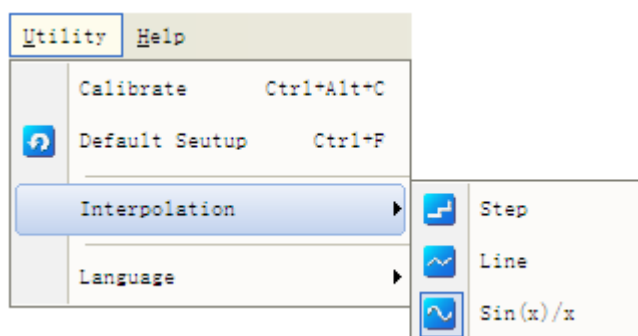 Utility Help
Calibrate Ctrl+Alt+C
Default Seutup Ctrl+F
Interpolation
Step
Line
Language
Sin(x)/x